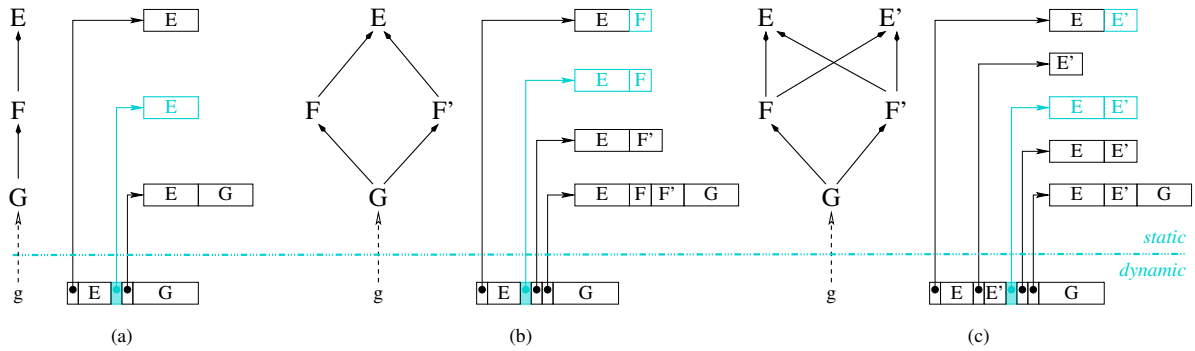 E E
F E
G E G
g E G
(a)
E E F
F F' E F
E F'
G E F F' G
g E G
(b)
E E' E E'
E'
F F' E E'
E E'
G E E' G
static
dynamic
g E E' G
(c)